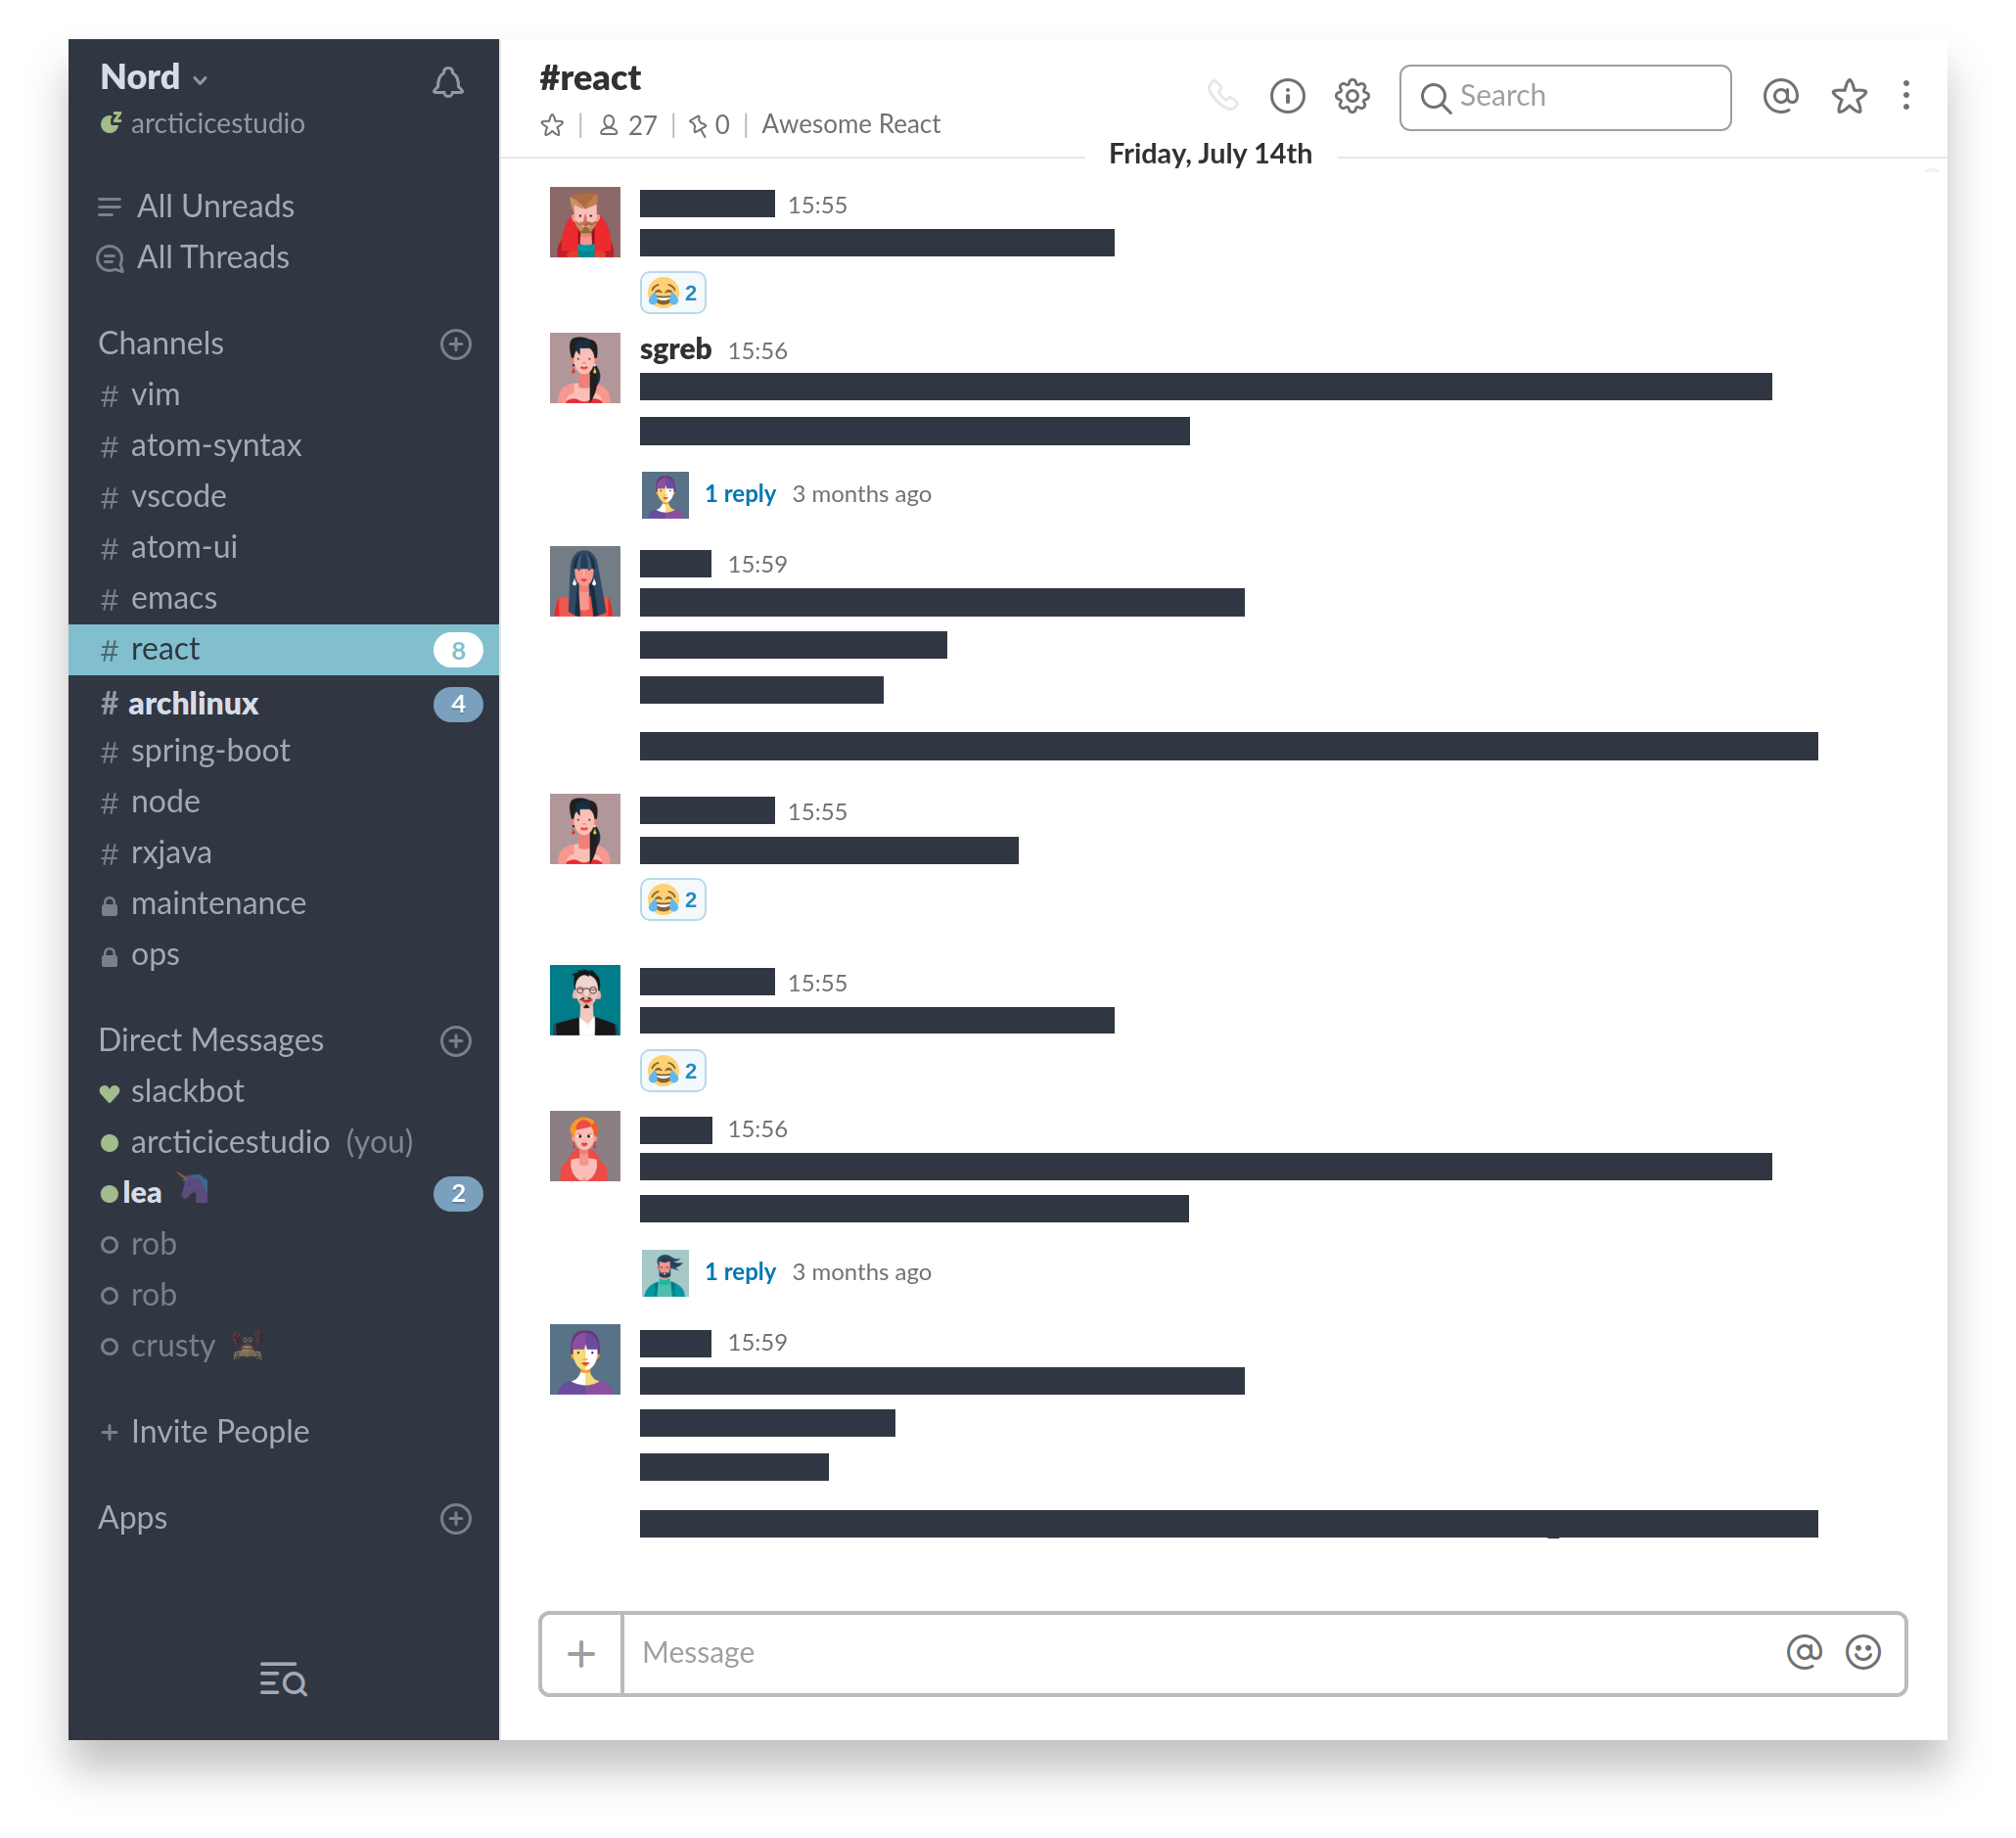 Nord
arcticicestudio
All Unreads
All Threads
Channels
# vim
# atom-syntax
# vscode
# atom-ui
# emacs
# react 8
# archlinux 4
# spring-boot
# node
# rxjava
maintenance
ops
Direct Messages
slackbot
arcticicestudio (you)
lea 2
rob
rob
crusty
+ Invite People
Apps
#react
27 | 0 | Awesome React
Search
Friday, July 14th
15:55
2
sgreb 15:56
1 reply 3 months ago
15:59
15:55
2
15:55
2
15:56
1 reply 3 months ago
15:59
Message